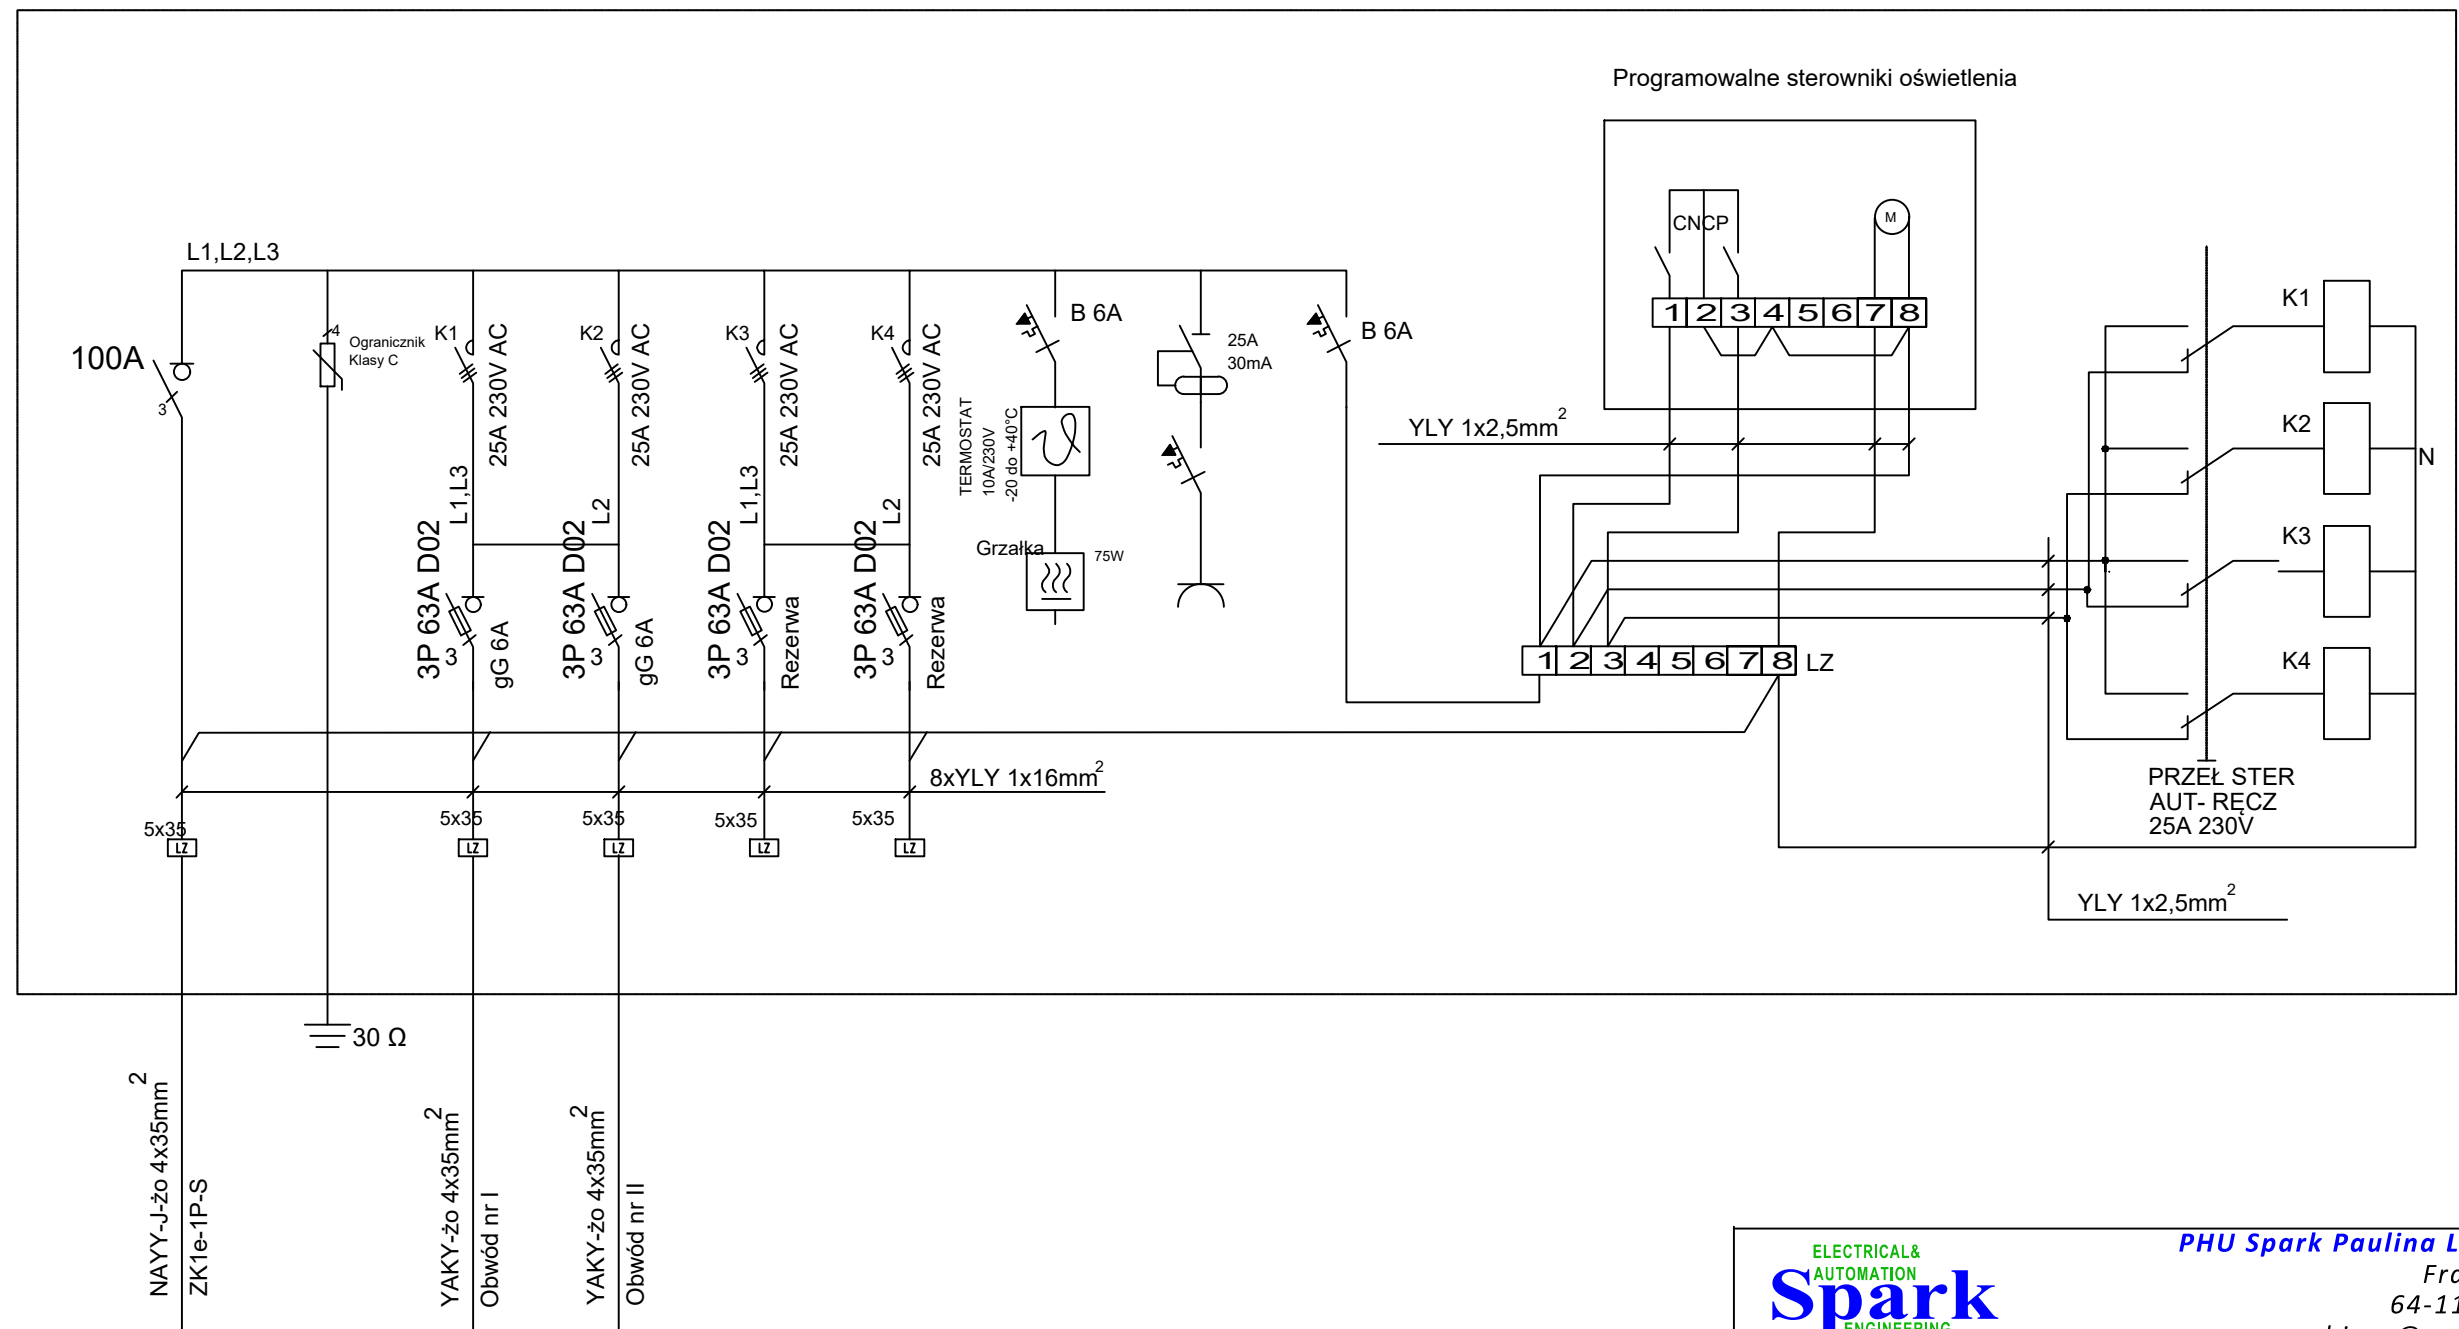 Programowalne sterowniki oświetlenia
CNCP
M
1 2 3 4 5 6 7 8
L1,L2,L3
100A
3
4
Ogranicznik
Klasy C
K1
25A 230V AC
K2
25A 230V AC
K3
25A 230V AC
K4
25A 230V AC
B 6A
25A
30mA
B 6A
TERMOSTAT
10A/230V
-20 do +40°C
Grzałka
75W
L1,L3
L2
L1,L3
L2
3P 63A D02
3
gG 6A
3P 63A D02
3
gG 6A
3P 63A D02
3
Rezerwa
3P 63A D02
3
Rezerwa
YLY 1x2,5mm2
1 2 3 4 5 6 7 8 LZ
K1
K2
N
K3
K4
PRZEŁ STER
AUT- RĘCZ
25A 230V
8xYLY 1x16mm2
5x35
5x35
5x35
5x35
5x35
LZ
LZ
LZ
LZ
LZ
YLY 1x2,5mm2
30 Ω
NAYY-J-żo 4x35mm2
ZK1e-1P-S
YAKY-żo 4x35mm2
Obwód nr I
YAKY-żo 4x35mm2
Obwód nr II
ELECTRICAL&
AUTOMATION
Spark
ENGINEERING
PHU Spark Paulina L
Fra
64-11